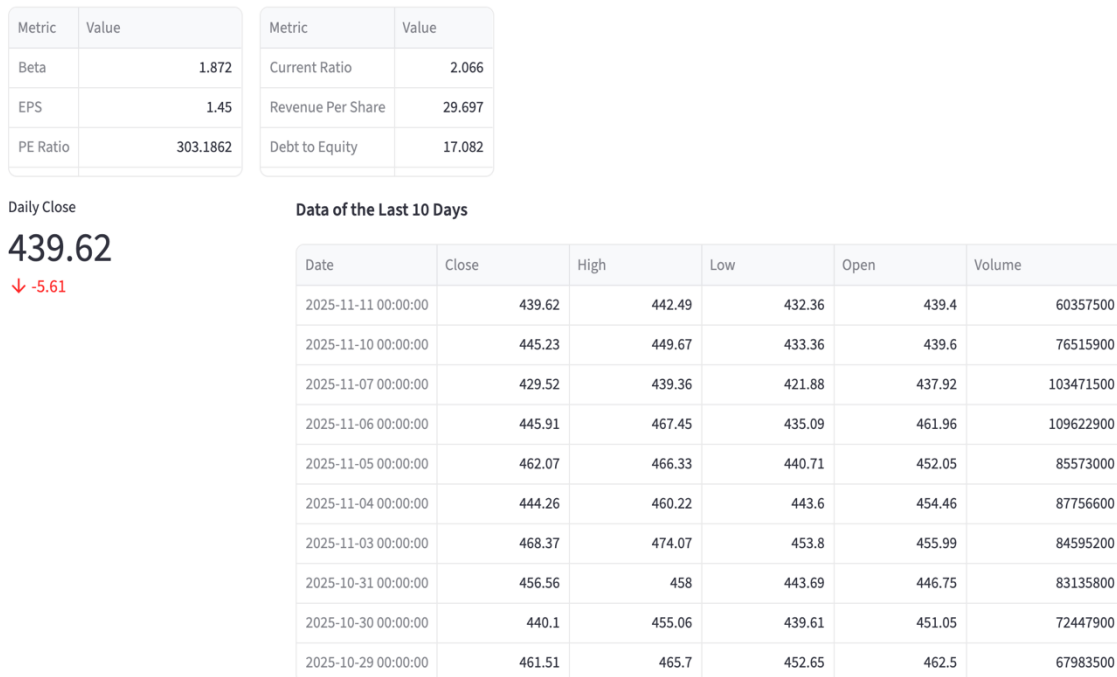 Metric Value
Beta 1.872
EPS 1.45
PE Ratio 303.1862
Metric Value
Current Ratio 2.066
Revenue Per Share 29.697
Debt to Equity 17.082
Daily Close
439.62
-5.61
Data of the Last 10 Days
Date Close High Low Open Volume
2025-11-11 00:00:00 439.62 442.49 432.36 439.4 60357500
2025-11-10 00:00:00 445.23 449.67 433.36 439.6 76515900
2025-11-07 00:00:00 429.52 439.36 421.88 437.92 103471500
2025-11-06 00:00:00 445.91 467.45 435.09 461.96 109622900
2025-11-05 00:00:00 462.07 466.33 440.71 452.05 85573000
2025-11-04 00:00:00 444.26 460.22 443.6 454.46 87756600
2025-11-03 00:00:00 468.37 474.07 453.8 455.99 84595200
2025-10-31 00:00:00 456.56 458 443.69 446.75 83135800
2025-10-30 00:00:00 440.1 455.06 439.61 451.05 72447900
2025-10-29 00:00:00 461.51 465.7 452.65 462.5 67983500